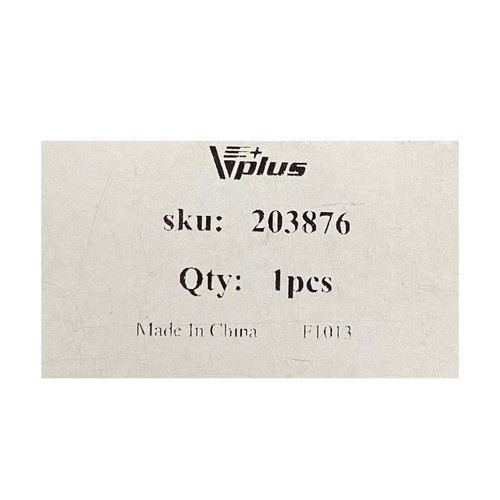 Vplus
sku: 203876
Qty: 1pcs
Made In China F1013